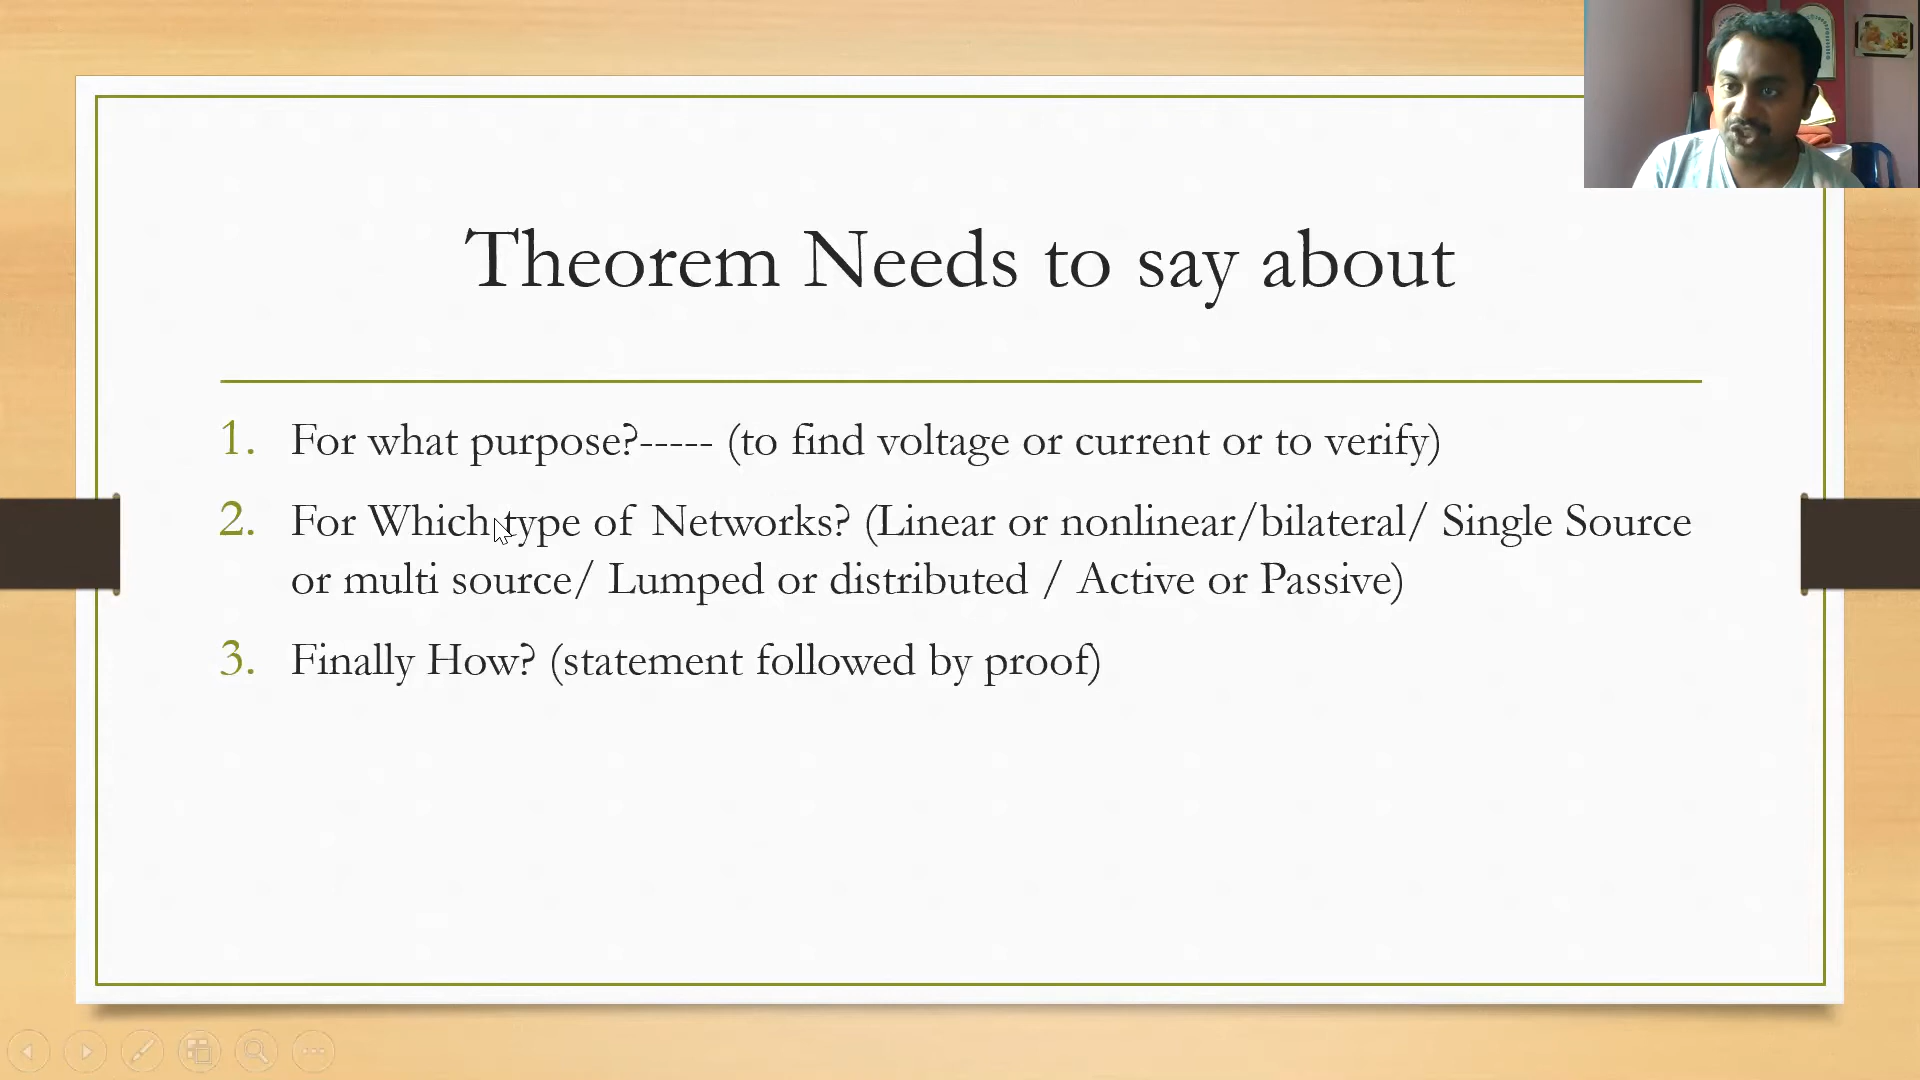 Theorem Needs to say about
1. For what purpose?----- (to find voltage or current or to verify)
2. For Which type of Networks? (Linear or nonlinear/bilateral/ Single Source
or multi source/ Lumped or distributed / Active or Passive)
3. Finally How? (statement followed by proof)